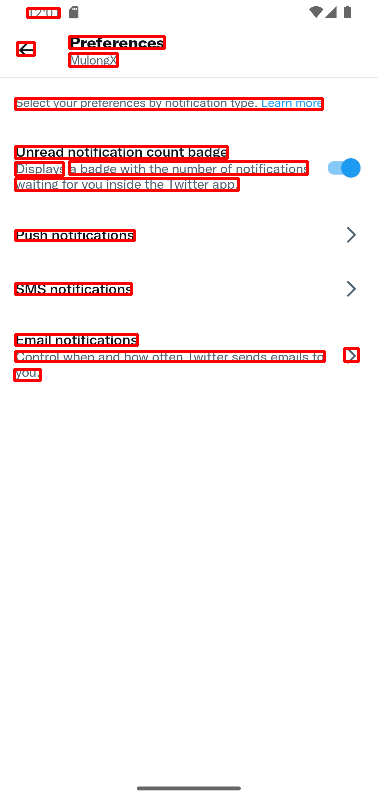 Preferences
MulongX
Select your preferences by notification type. Learn more
Unread notification count badge
Displays a badge with the number of notifications
waiting for you inside the Twitter app.
Push notifications
SMS notifications
Email notifications
Control when and how often Twitter sends emails to
you.